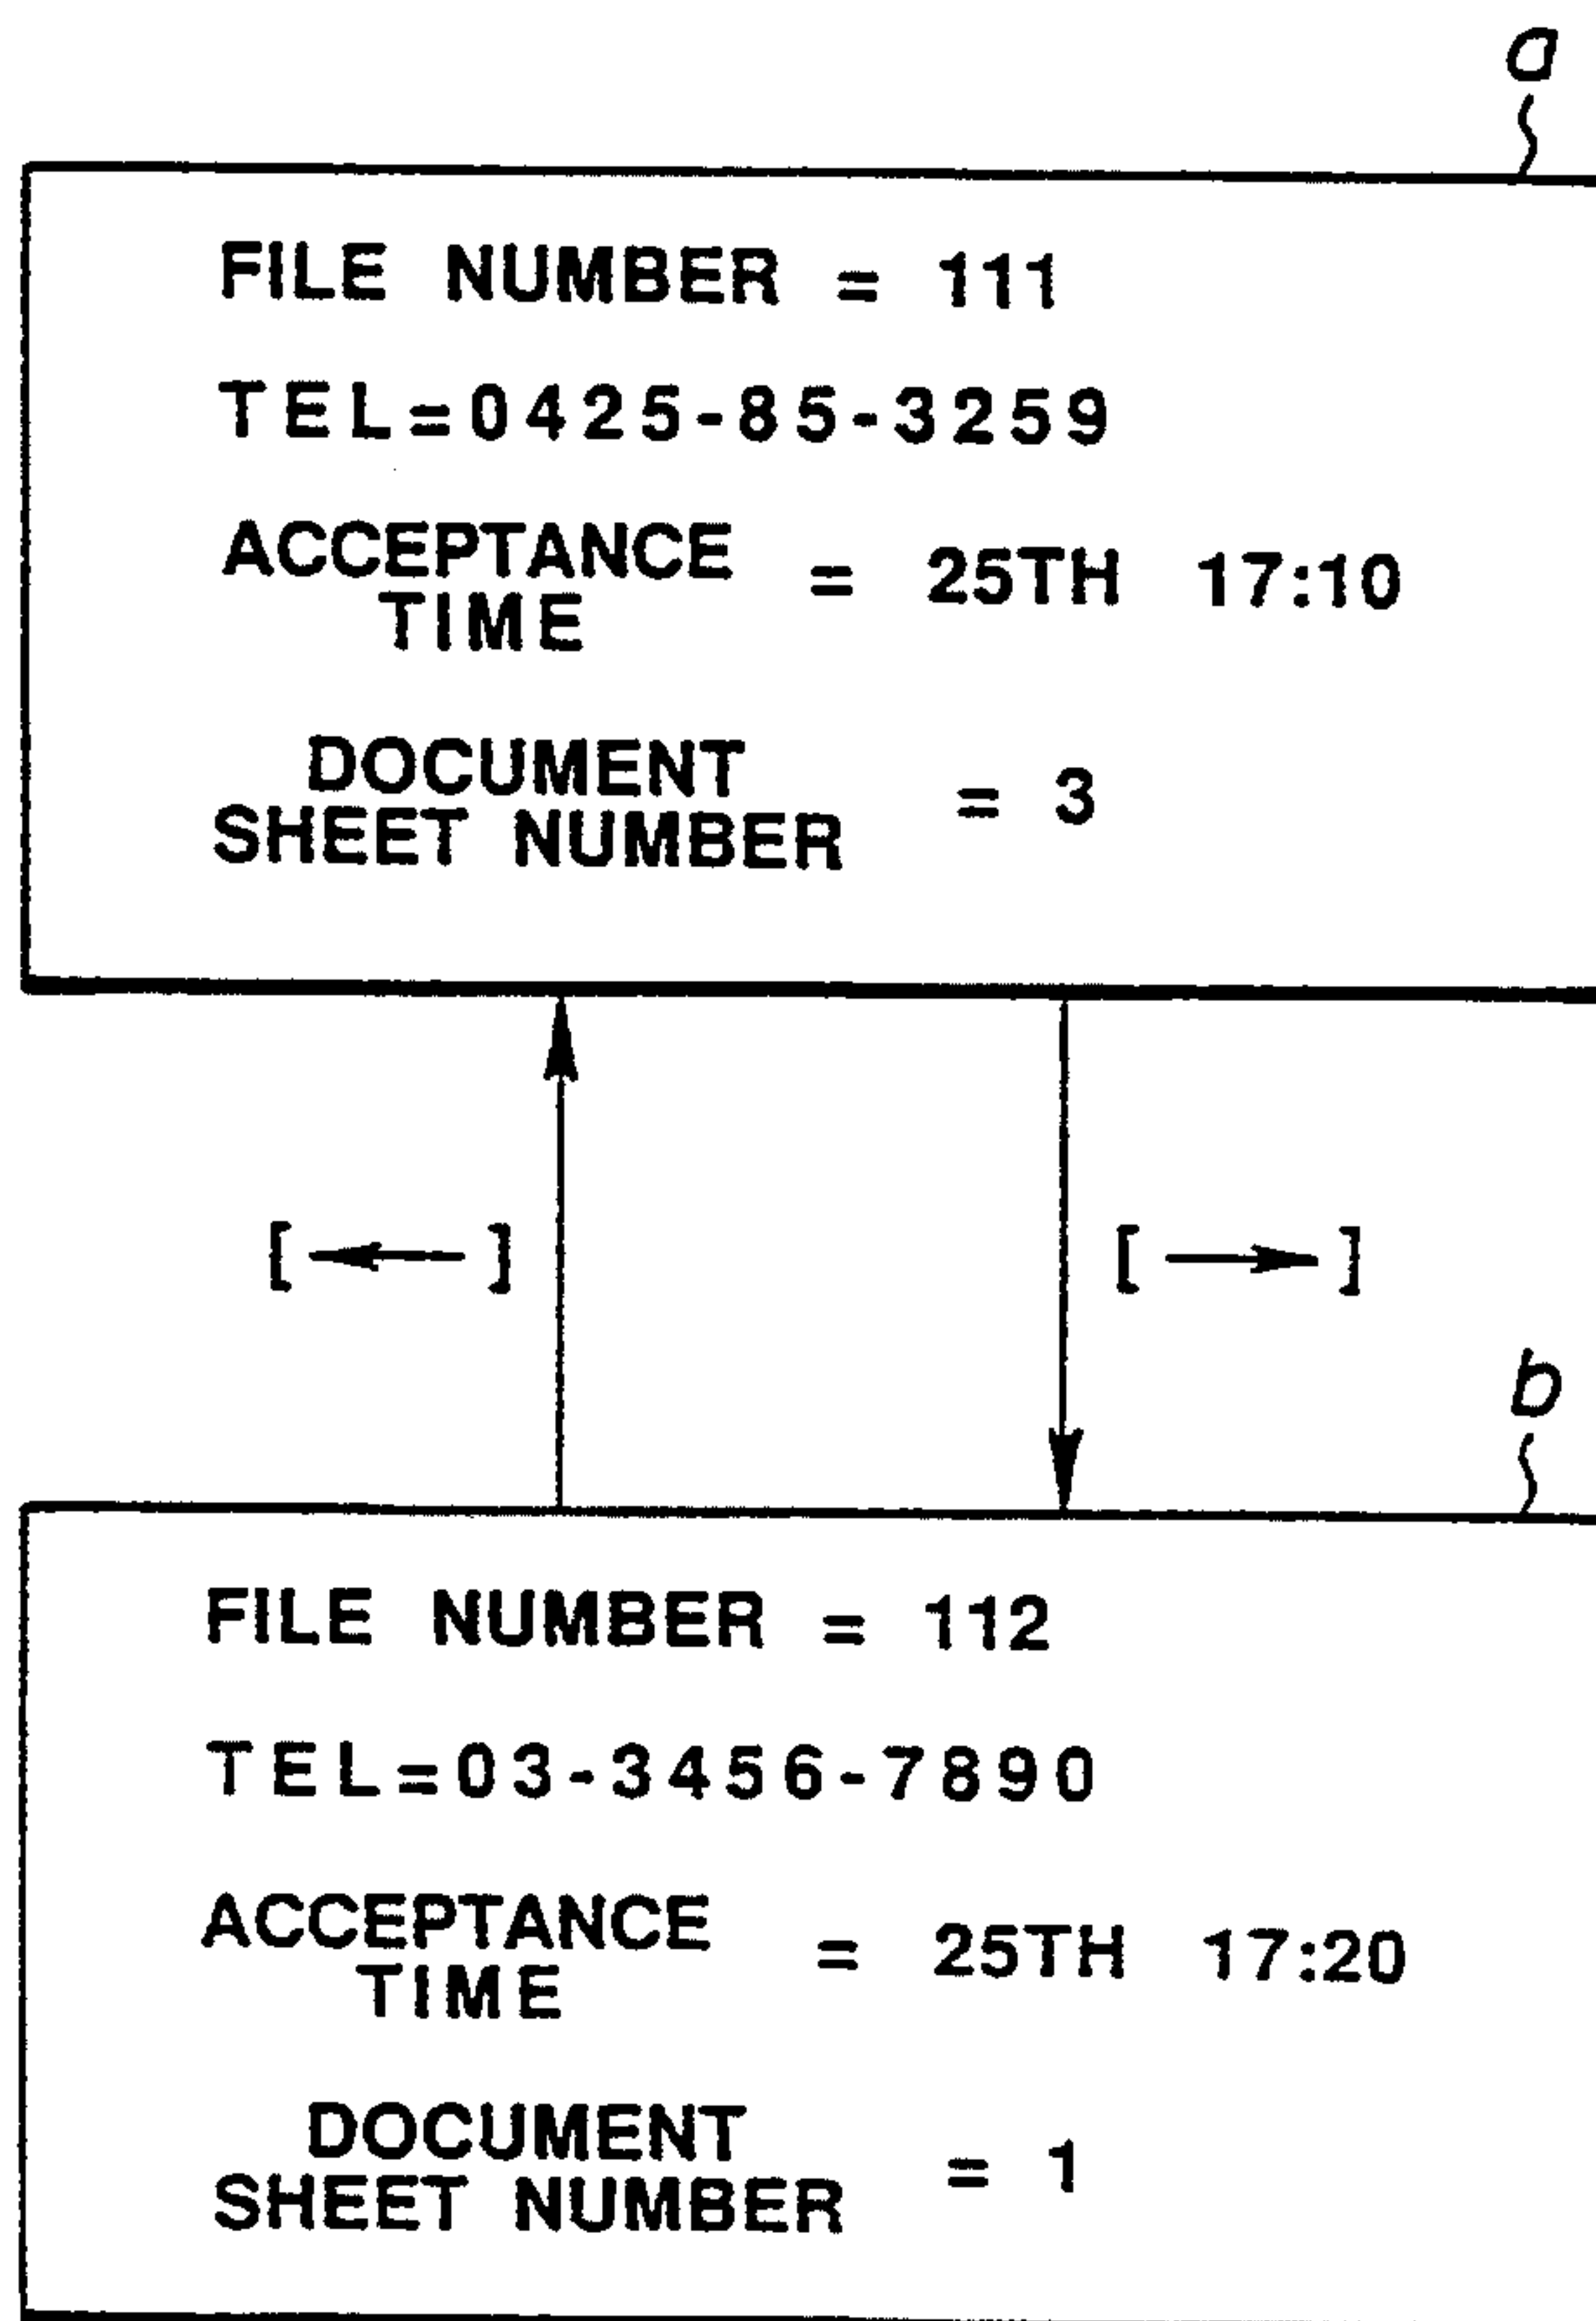 a
FILE NUMBER = 111
TEL=0425-85-3259
ACCEPTANCE
TIME
= 25TH 17:10
DOCUMENT
SHEET NUMBER
= 3
[←] [→]
b
FILE NUMBER = 112
TEL=03-3456-7890
ACCEPTANCE
TIME
= 25TH 17:20
DOCUMENT
SHEET NUMBER
= 1